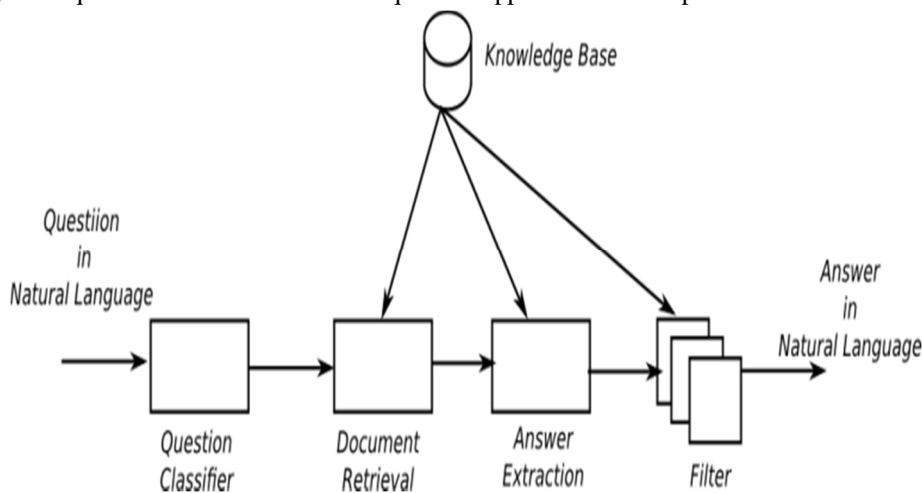 Knowledge Base
Questiion
in
Natural Language
Answer
in
Natural Language
Question
Classifier
Document
Retrieval
Answer
Extraction
Filter